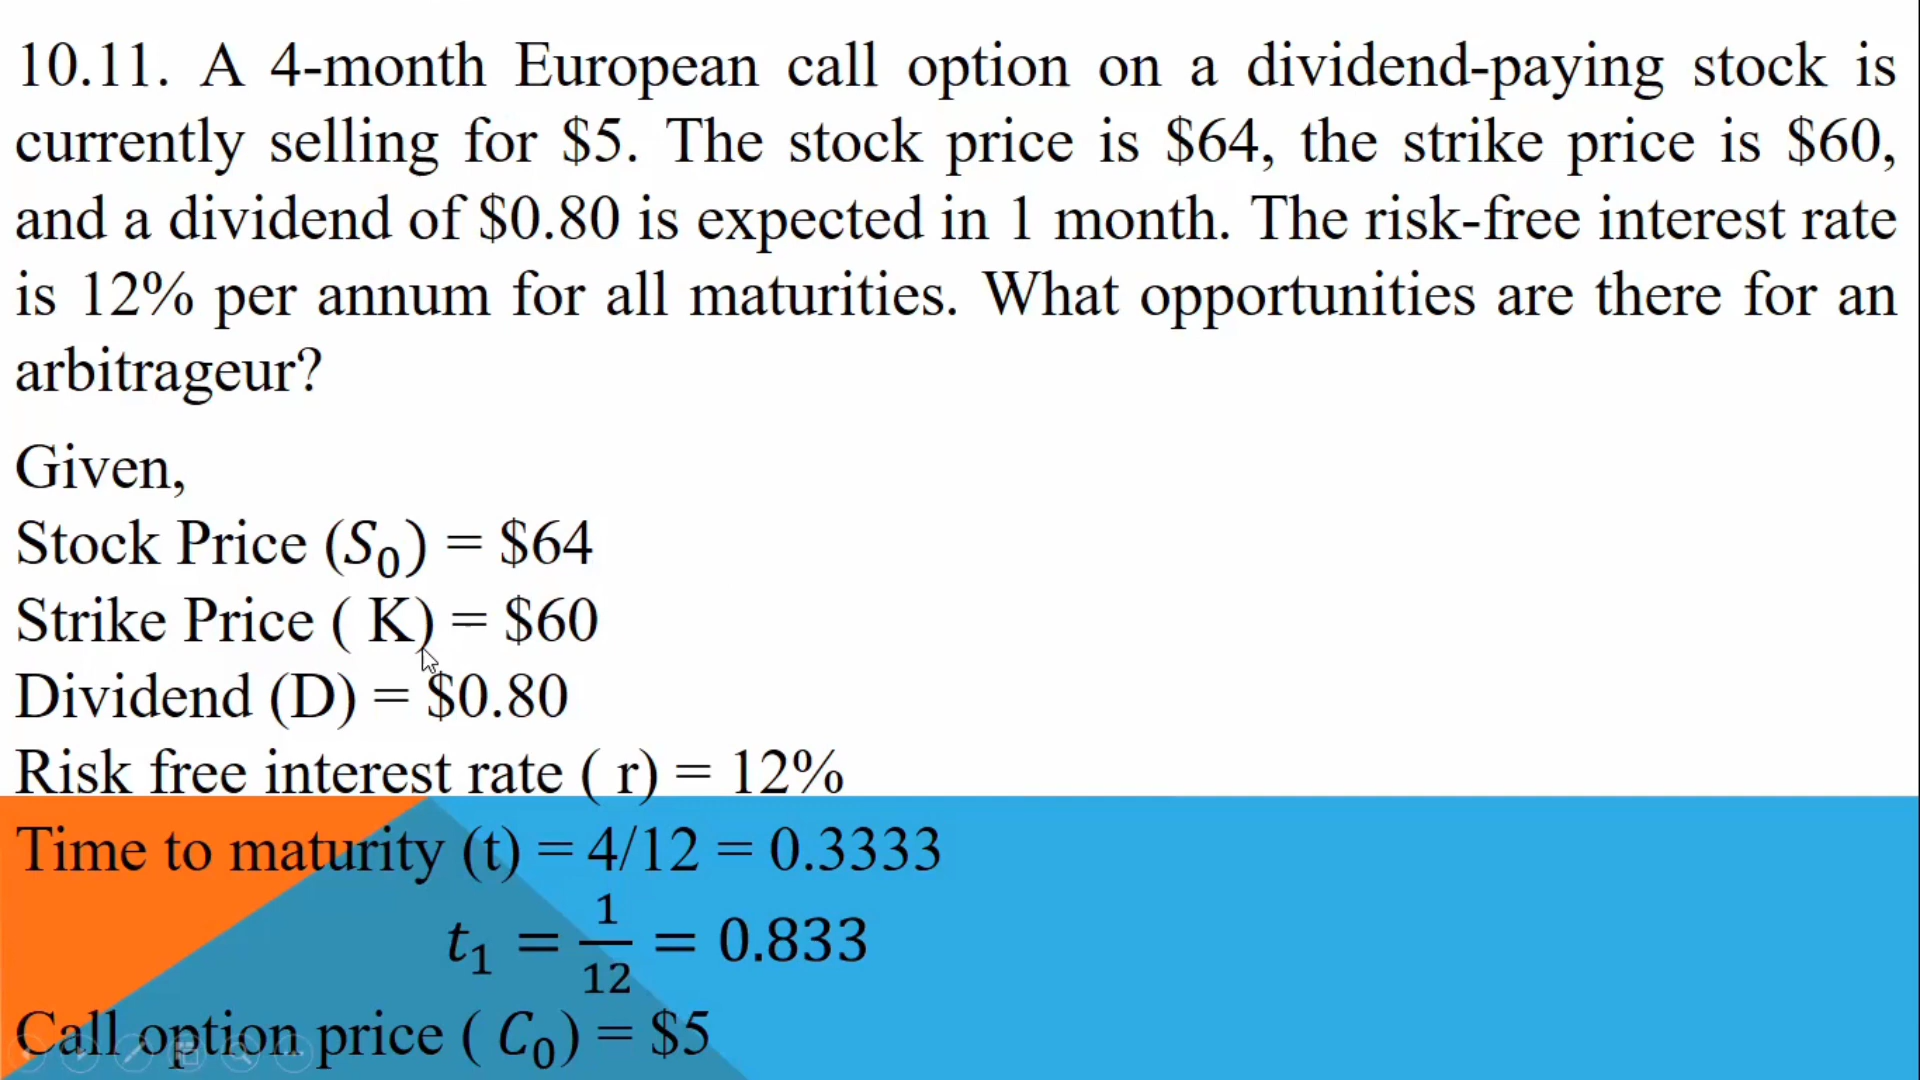 10.11. A 4-month European call option on a dividend-paying stock is
currently selling for $5. The stock price is $64, the strike price is $60,
and a dividend of $0.80 is expected in 1 month. The risk-free interest rate
is 12% per annum for all maturities. What opportunities are there for an
arbitrageur?
Given,
Stock Price (S₀) = $64
Strike Price ( K) = $60
Dividend (D) = $0.80
Risk free interest rate ( r) = 12%
Time to maturity (t) = 4/12 = 0.3333
t₁ = 1/12 = 0.833
Call option price ( C₀) = $5